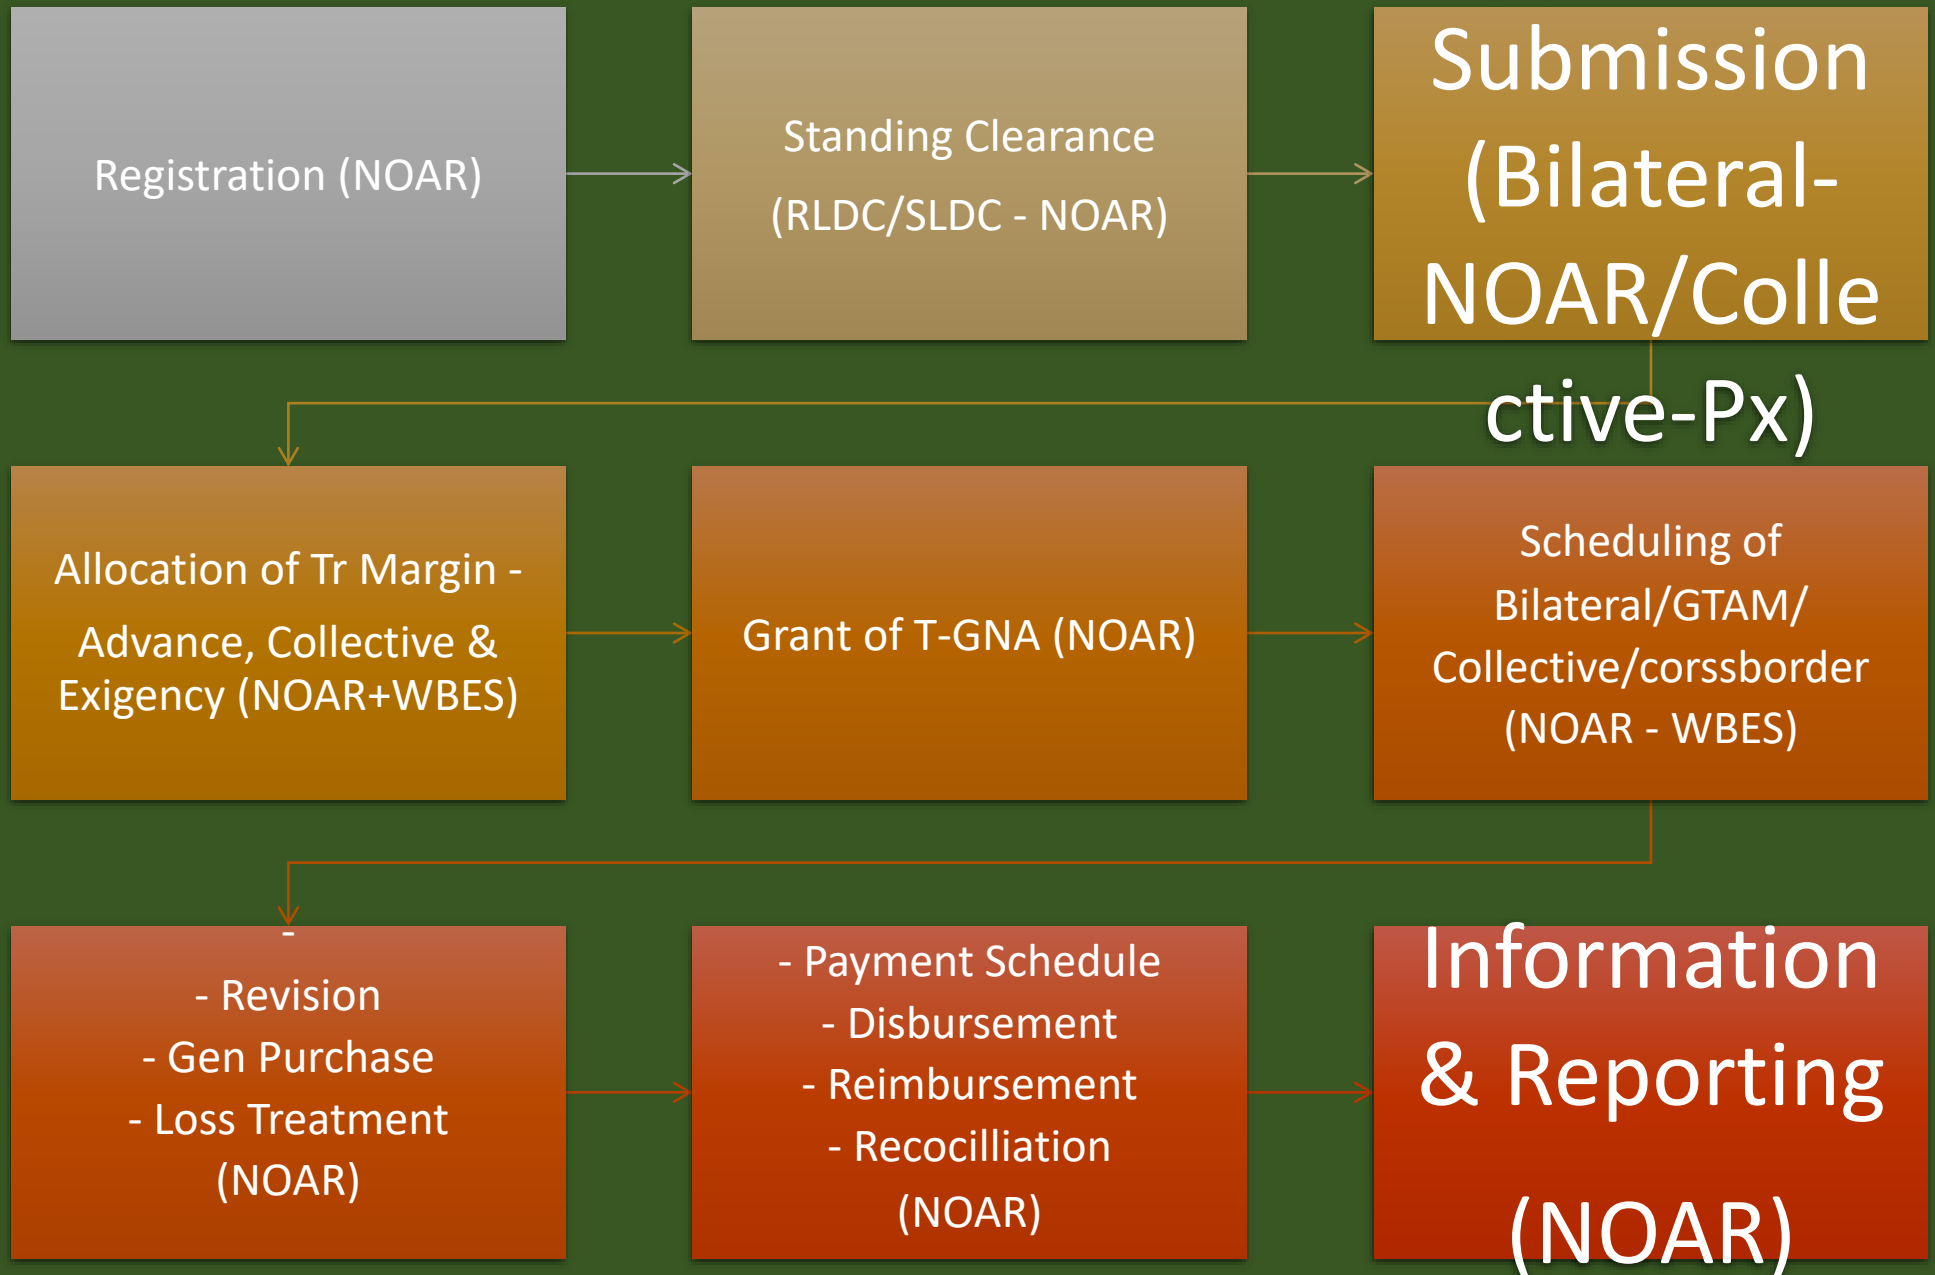 Registration (NOAR)
Standing Clearance
(RLDC/SLDC - NOAR)
Submission
(Bilateral-
NOAR/Colle
ctive-Px)
Allocation of Tr Margin -
Advance, Collective &
Exigency (NOAR+WBES)
Grant of T-GNA (NOAR)
Scheduling of
Bilateral/GTAM/
Collective/corssborder
(NOAR - WBES)
-
- Revision
- Gen Purchase
- Loss Treatment
(NOAR)
- Payment Schedule
- Disbursement
- Reimbursement
- Recocilliation
(NOAR)
Information
& Reporting
(NOAR)